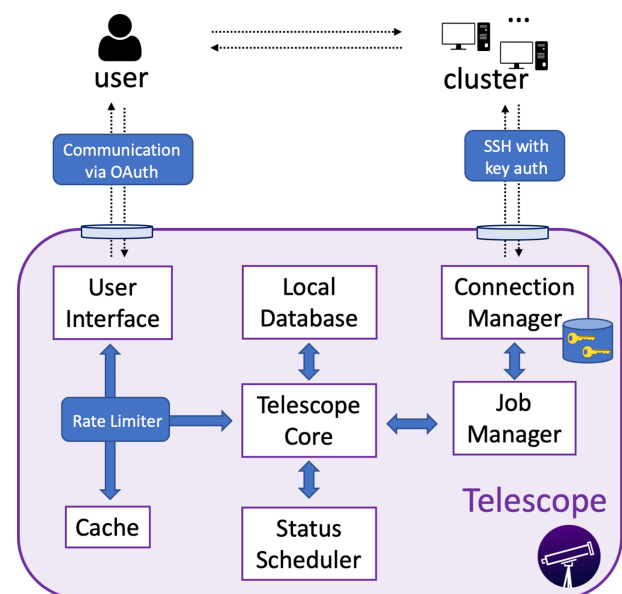 user
cluster
Communication
via OAuth
SSH with
key auth
User
Interface
Local
Database
Connection
Manager
Rate Limiter
Telescope
Core
Job
Manager
Cache
Status
Scheduler
Telescope